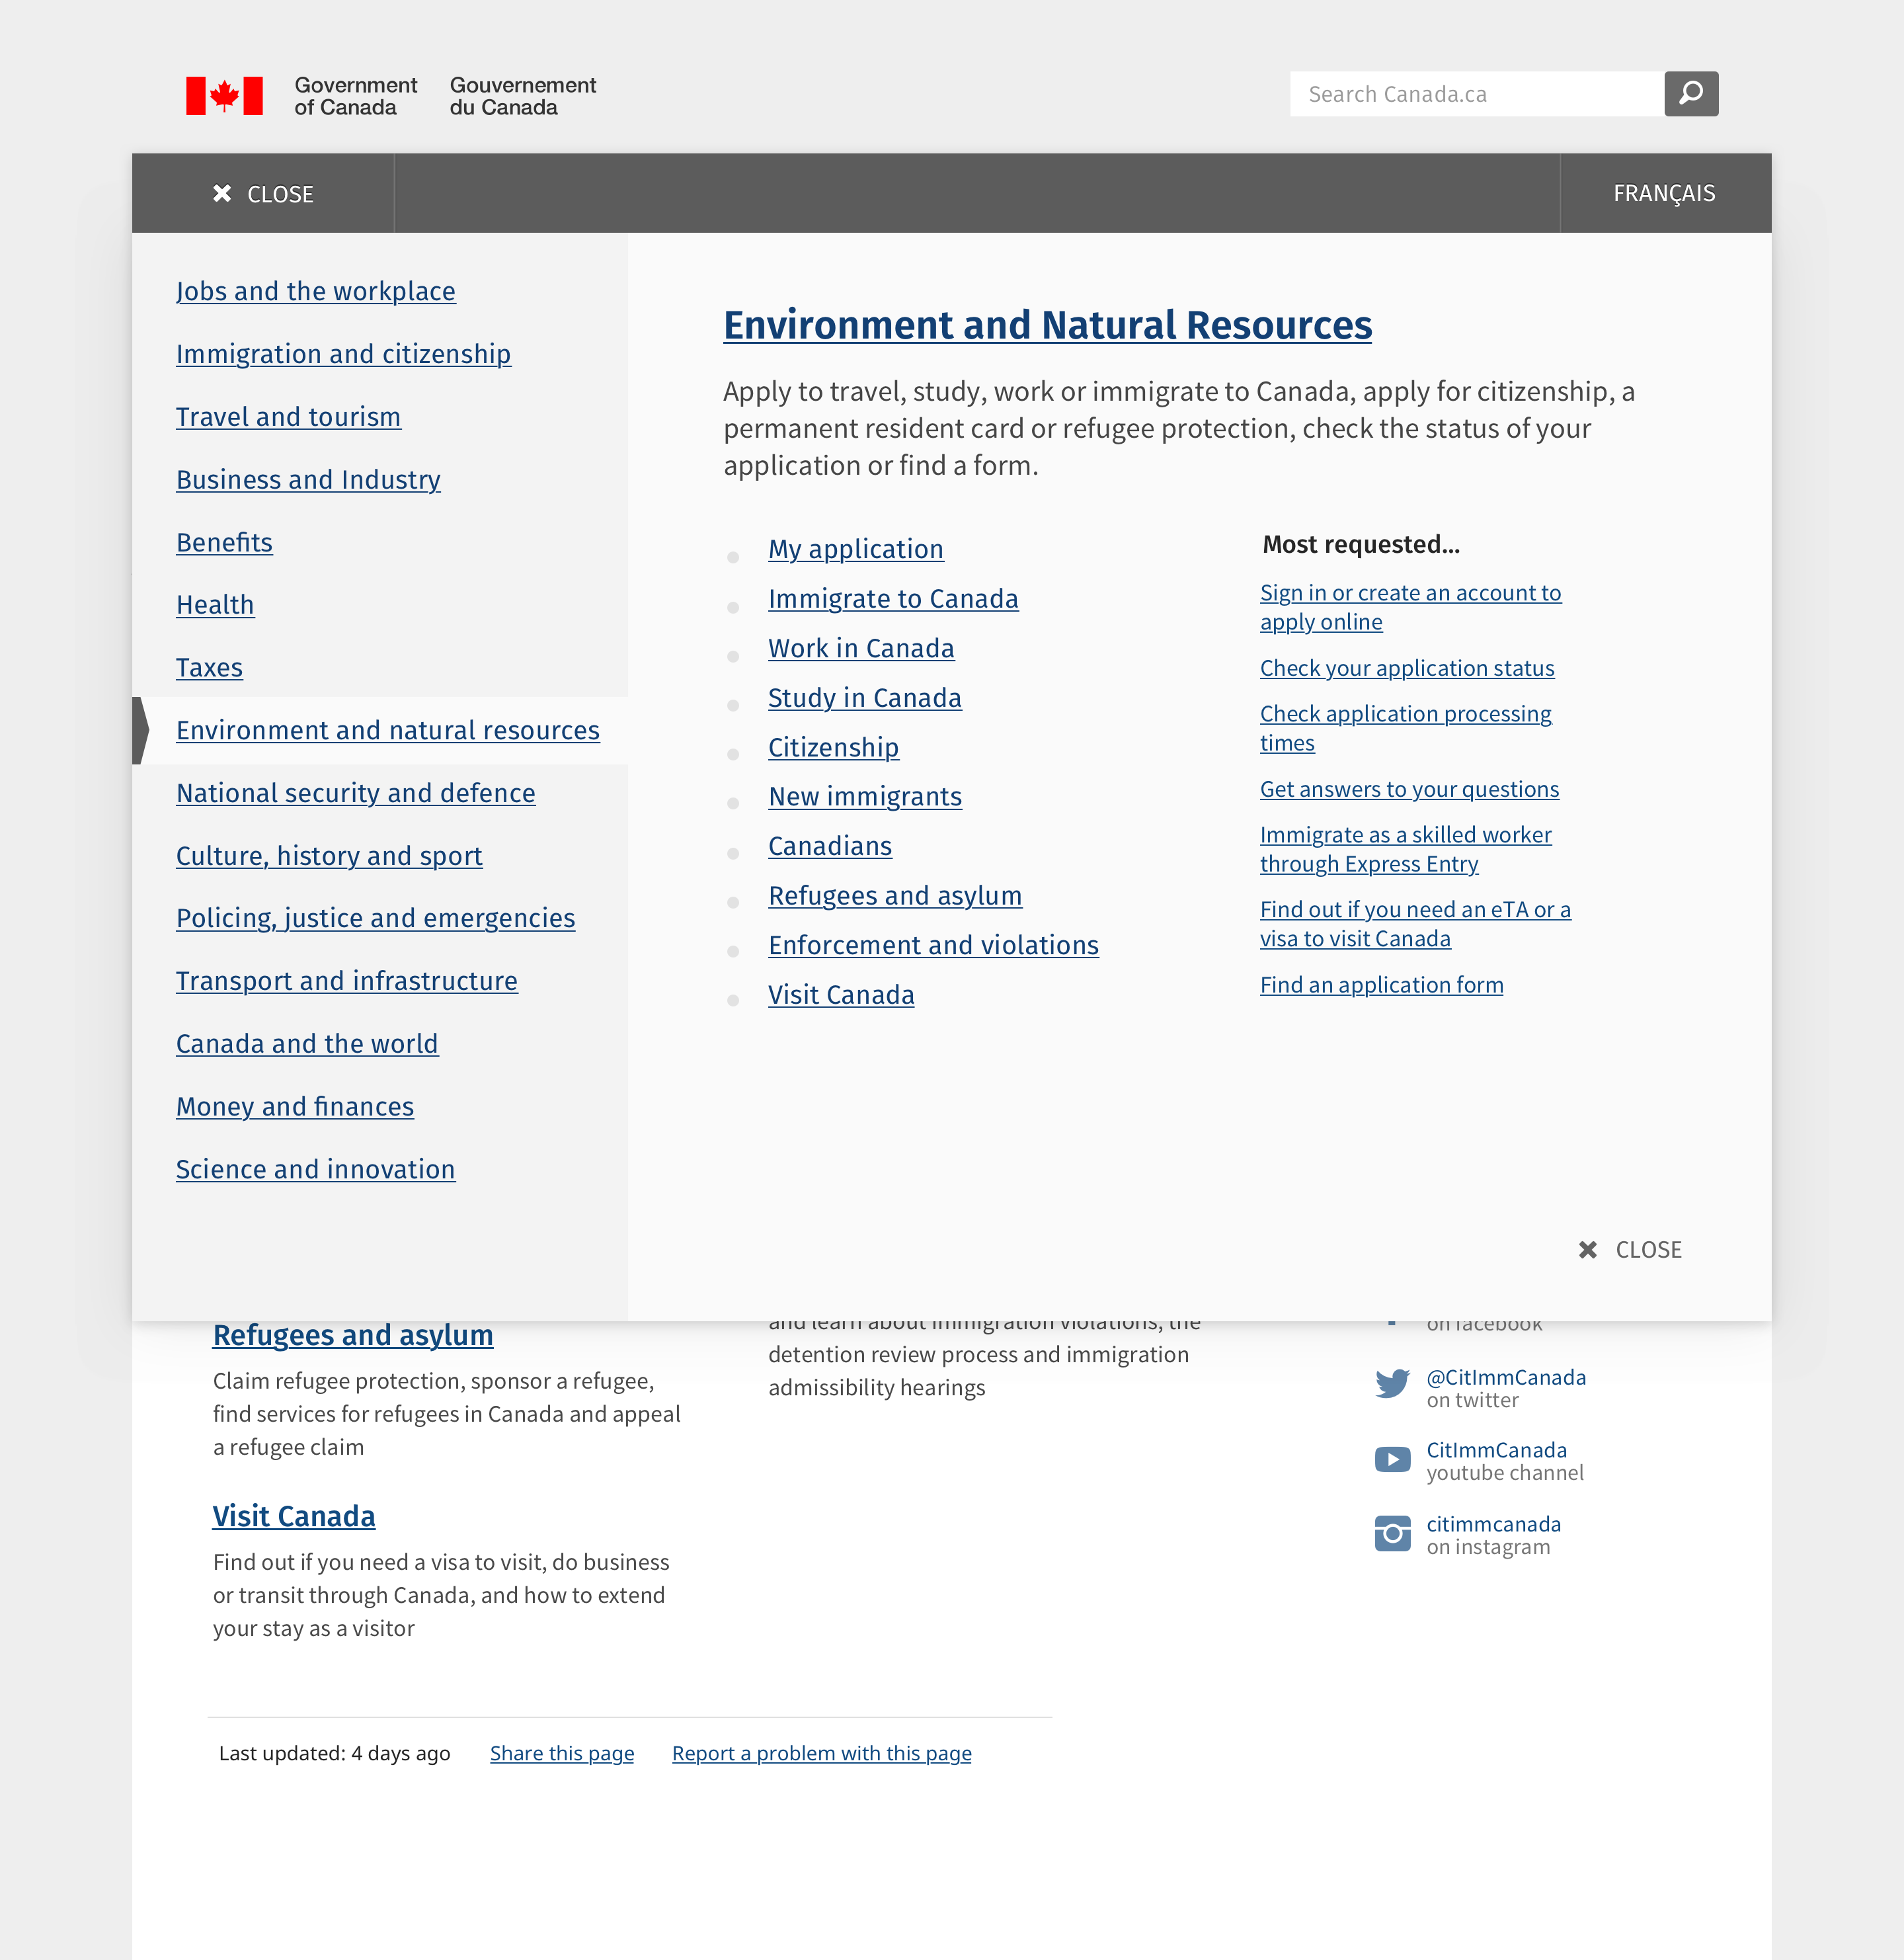 Government
of Canada
Gouvernement
du Canada
Search Canada.ca
CLOSE
FRANÇAIS
Jobs and the workplace
Immigration and citizenship
Travel and tourism
Business and Industry
Benefits
Health
Taxes
Environment and natural resources
National security and defence
Culture, history and sport
Policing, justice and emergencies
Transport and infrastructure
Canada and the world
Money and finances
Science and innovation
Environment and Natural Resources
Apply to travel, study, work or immigrate to Canada, apply for citizenship, a
permanent resident card or refugee protection, check the status of your
application or find a form.
My application
Immigrate to Canada
Work in Canada
Study in Canada
Citizenship
New immigrants
Canadians
Refugees and asylum
Enforcement and violations
Visit Canada
Most requested...
Sign in or create an account to
apply online
Check your application status
Check application processing
times
Get answers to your questions
Immigrate as a skilled worker
through Express Entry
Find out if you need an eTA or a
visa to visit Canada
Find an application form
CLOSE
Refugees and asylum
Claim refugee protection, sponsor a refugee,
find services for refugees in Canada and appeal
a refugee claim
Visit Canada
Find out if you need a visa to visit, do business
or transit through Canada, and how to extend
your stay as a visitor
and learn about immigration violations, the
detention review process and immigration
admissibility hearings
on facebook
@CitImmCanada
on twitter
CitImmCanada
youtube channel
citimmcanada
on instagram
Last updated: 4 days ago
Share this page
Report a problem with this page